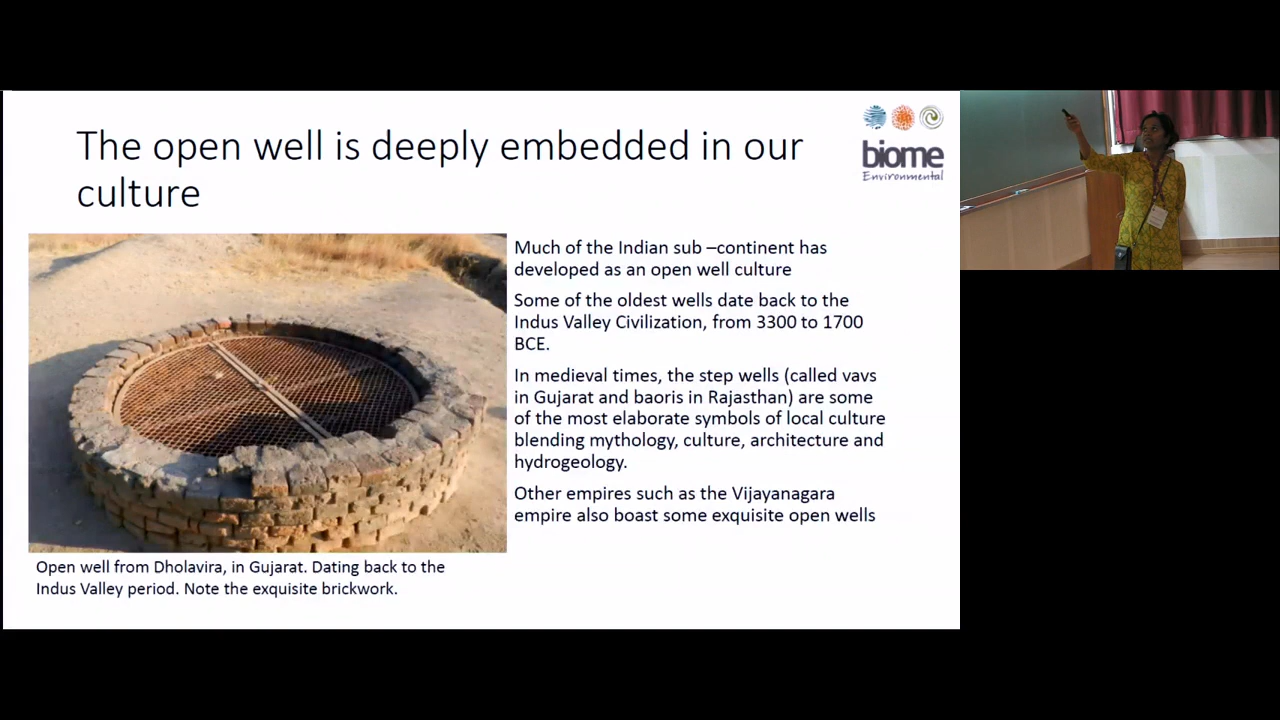 The open well is deeply embedded in our
culture
biome
Environmental
Much of the Indian sub –continent has
developed as an open well culture
Some of the oldest wells date back to the
Indus Valley Civilization, from 3300 to 1700
BCE.
In medieval times, the step wells (called vavs
in Gujarat and baoris in Rajasthan) are some
of the most elaborate symbols of local culture
blending mythology, culture, architecture and
hydrogeology.
Other empires such as the Vijayanagara
empire also boast some exquisite open wells
Open well from Dholavira, in Gujarat. Dating back to the
Indus Valley period. Note the exquisite brickwork.